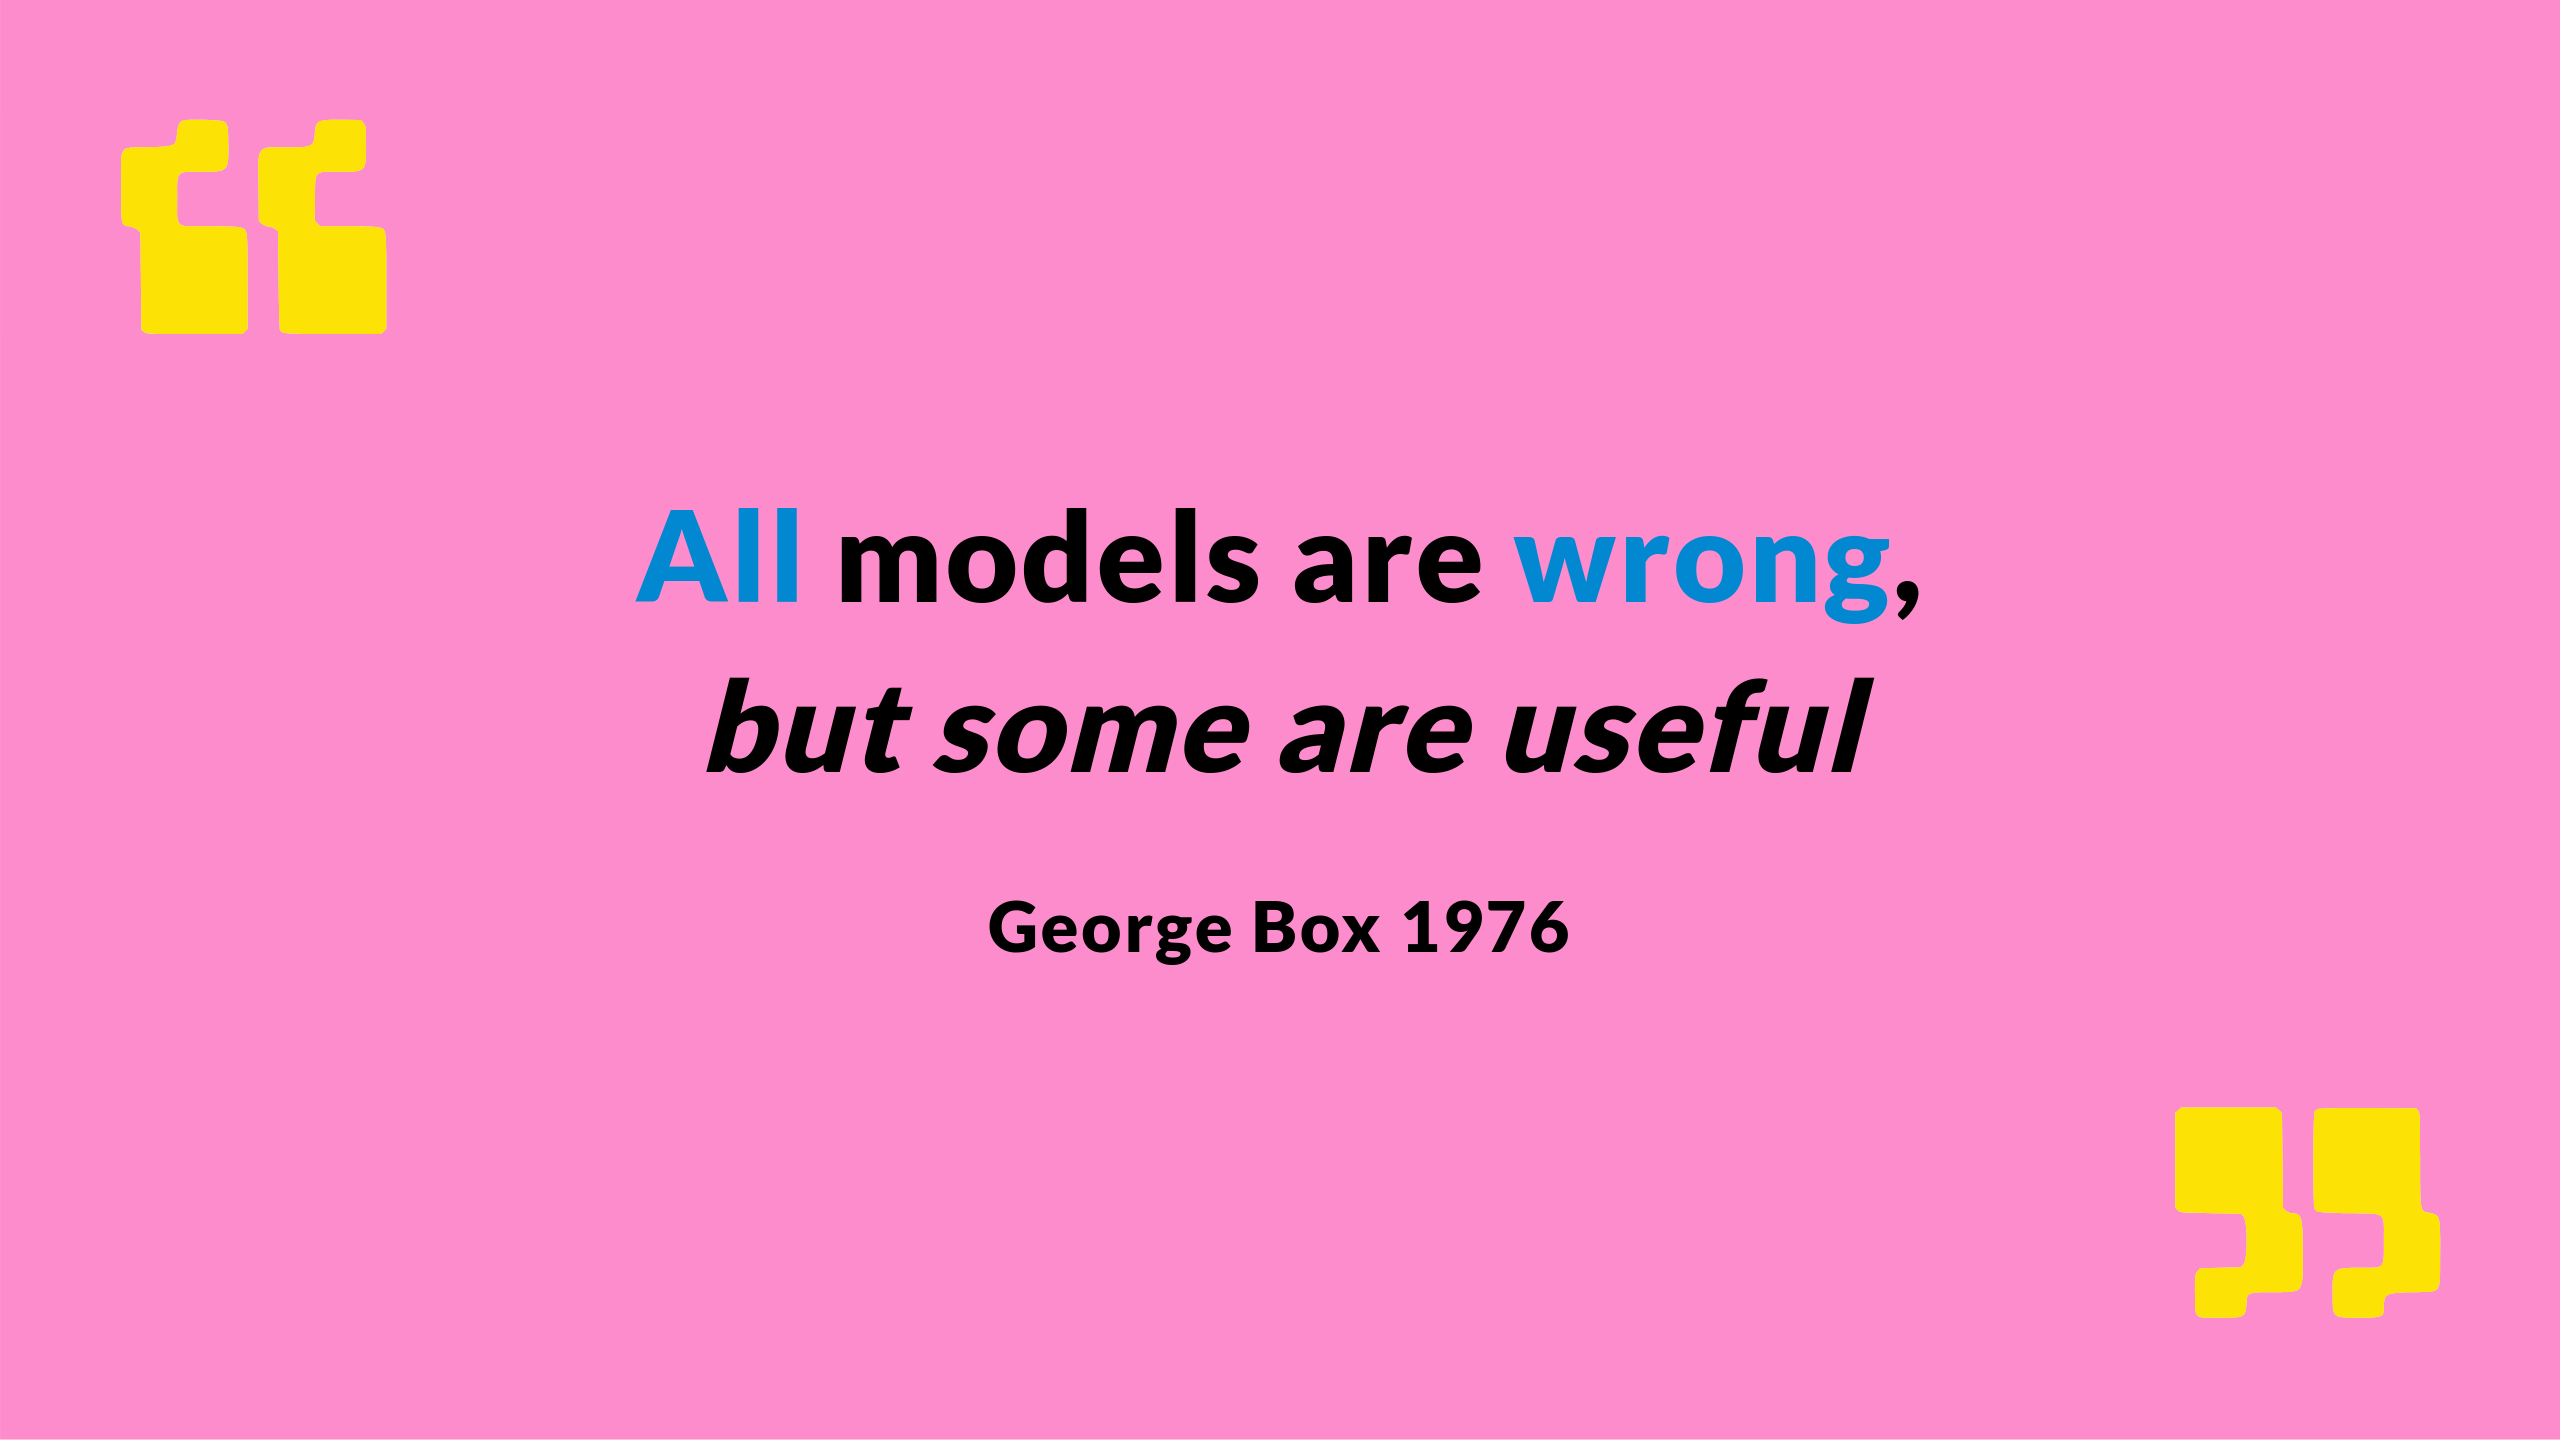 All models are wrong,
but some are useful
George Box 1976